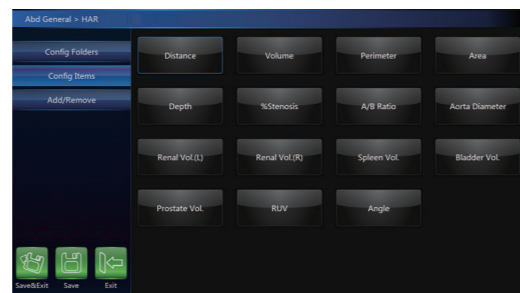 Abd General > HAR
Config Folders
Config Items
Add/Remove
Distance
Volume
Perimeter
Area
Depth
%Stenosis
A/B Ratio
Aorta Diameter
Renal Vol.(L)
Renal Vol.(R)
Spleen Vol.
Bladder Vol.
Prostate Vol.
RUV
Angle
Save&Exit
Save
Exit